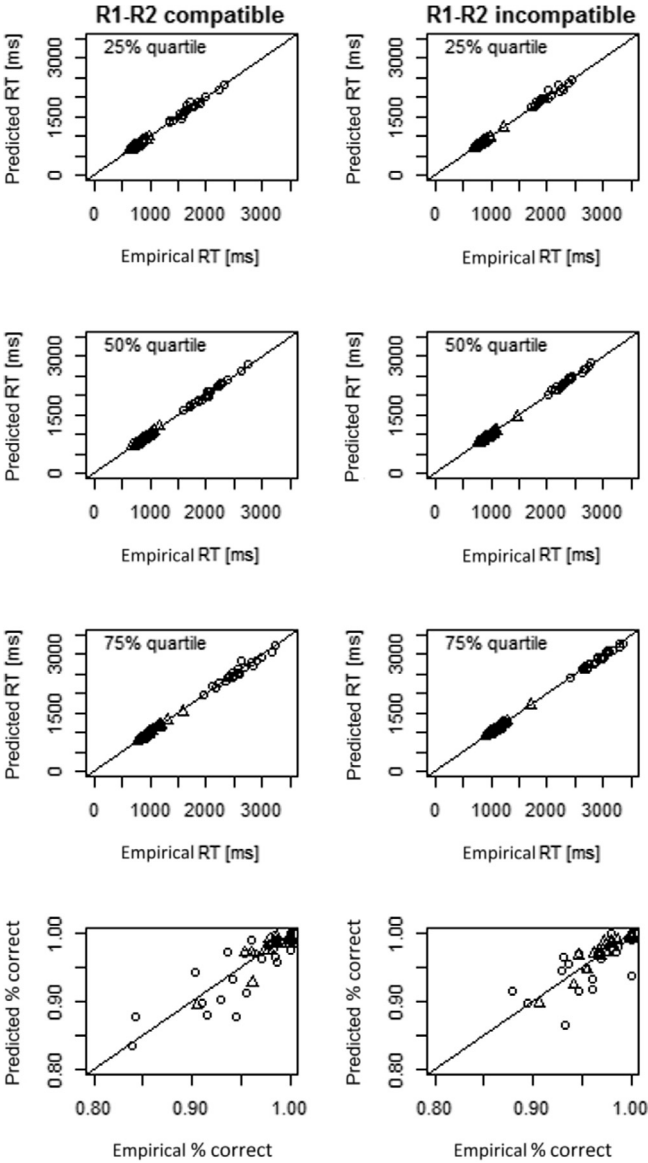 R1-R2 compatible
R1-R2 incompatible
25% quartile
Predicted RT [ms]
0 1500 3000
0 1000 2000 3000
Empirical RT [ms]
25% quartile
Predicted RT [ms]
0 1500 3000
0 1000 2000 3000
Empirical RT [ms]
50% quartile
Predicted RT [ms]
0 1500 3000
0 1000 2000 3000
Empirical RT [ms]
50% quartile
Predicted RT [ms]
0 1500 3000
0 1000 2000 3000
Empirical RT [ms]
75% quartile
Predicted RT [ms]
0 1500 3000
0 1000 2000 3000
Empirical RT [ms]
75% quartile
Predicted RT [ms]
0 1500 3000
0 1000 2000 3000
Empirical RT [ms]
Predicted % correct
0.80 0.90 1.00
0.80 0.90 1.00
Empirical % correct
Predicted % correct
0.80 0.90 1.00
0.80 0.90 1.00
Empirical % correct